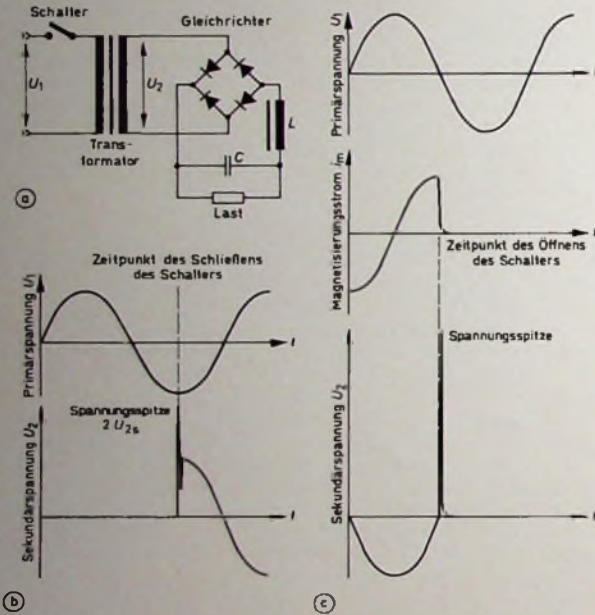 Schalter
Gleichrichter
U1
U2
L
Trans-
formator
C
Last
a
Zeitpunkt des Schließens
des Schalters
Primärspannung U1
t
Spannungsspitze
2 U2s
Sekundärspannung U2
t
b
Primärspannung U1
t
Magnetisierungsstrom im
t
Zeitpunkt des Öffnens
des Schalters
Spannungsspitze
Sekundärspannung U2
t
c